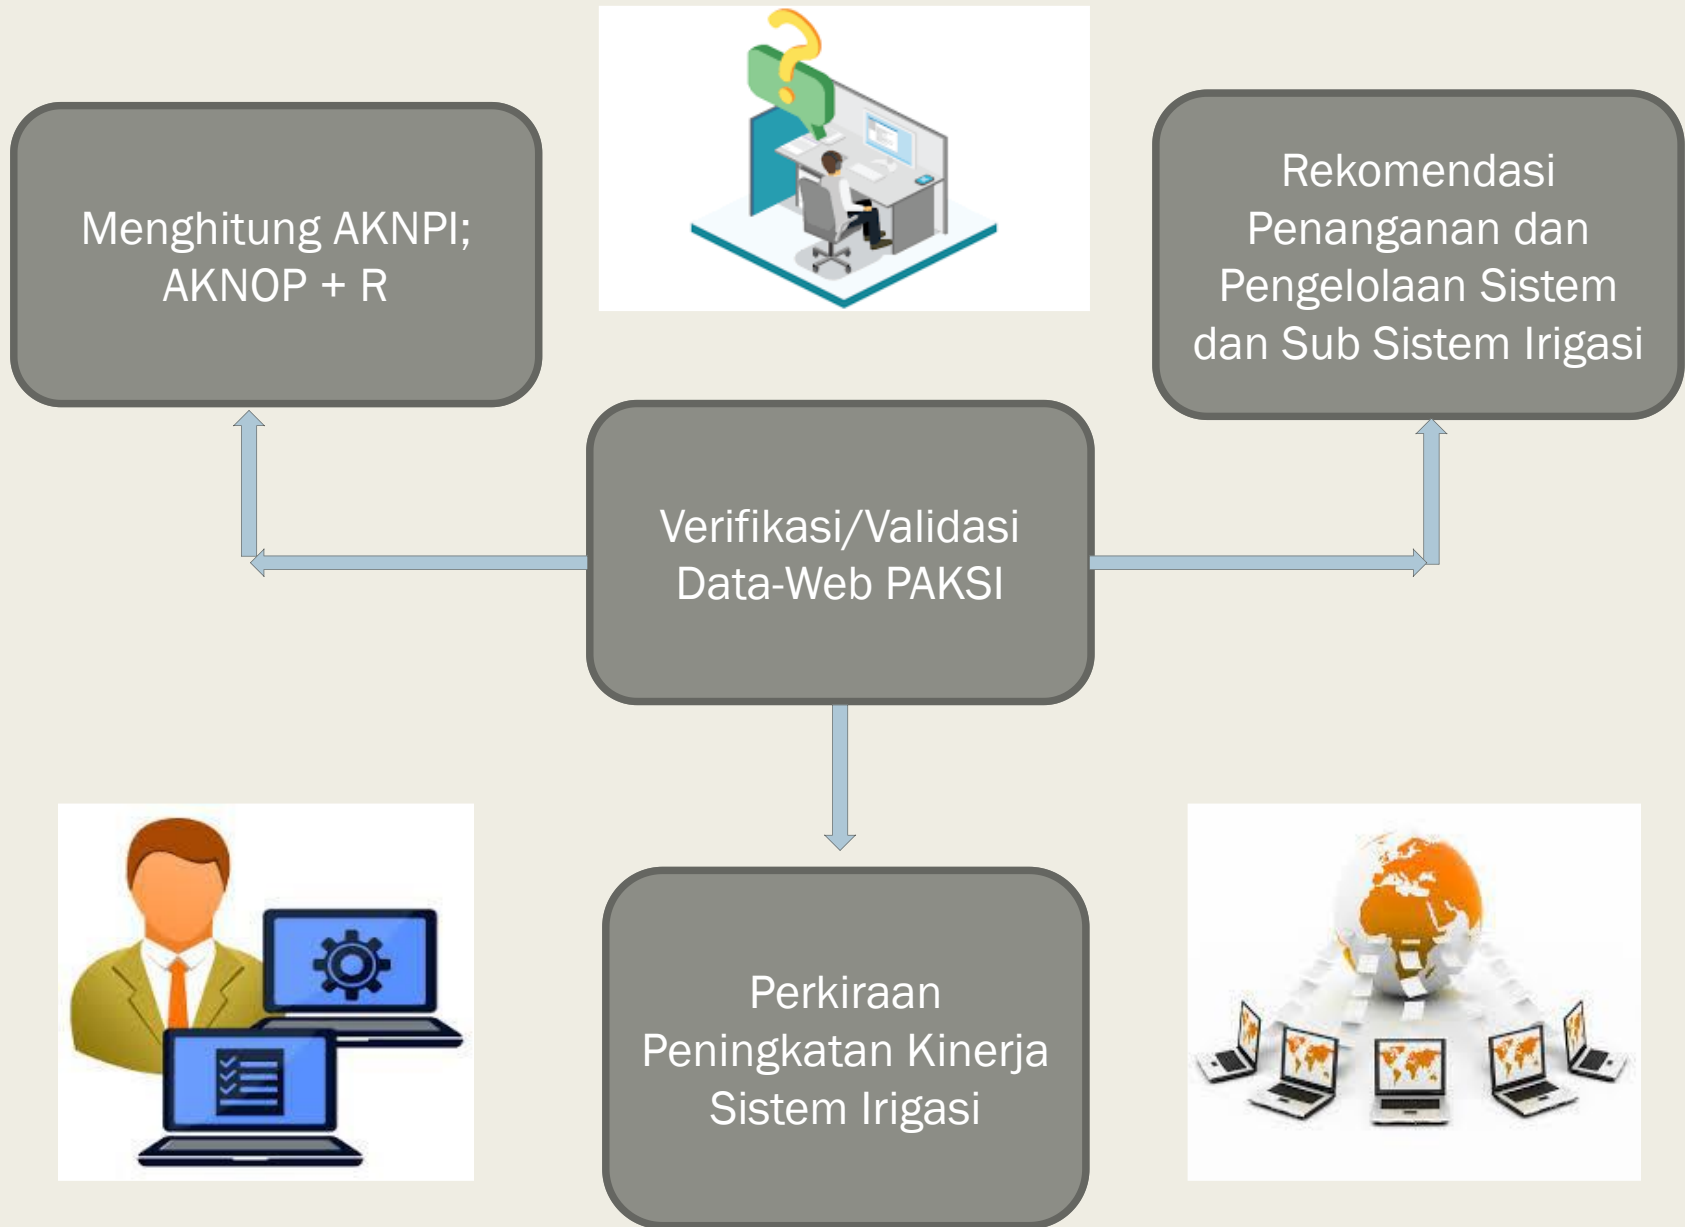 Menghitung AKNPI;
AKNOP + R
Rekomendasi
Penanganan dan
Pengelolaan Sistem
dan Sub Sistem Irigasi
Verifikasi/Validasi
Data-Web PAKSI
Perkiraan
Peningkatan Kinerja
Sistem Irigasi